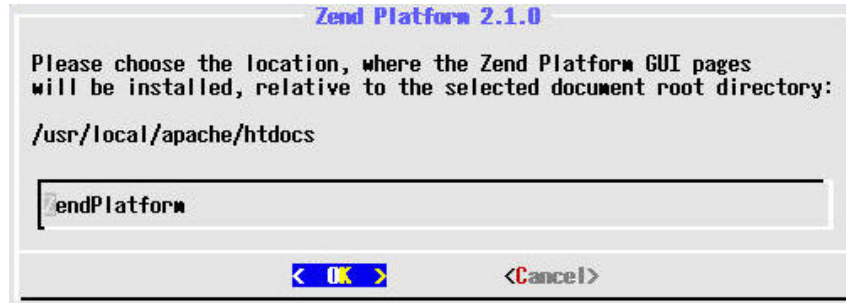 Zend Platform 2.1.0
Please choose the location, where the Zend Platform GUI pages
will be installed, relative to the selected document root directory:
/usr/local/apache/htdocs
ZendPlatform
< OK > <Cancel>